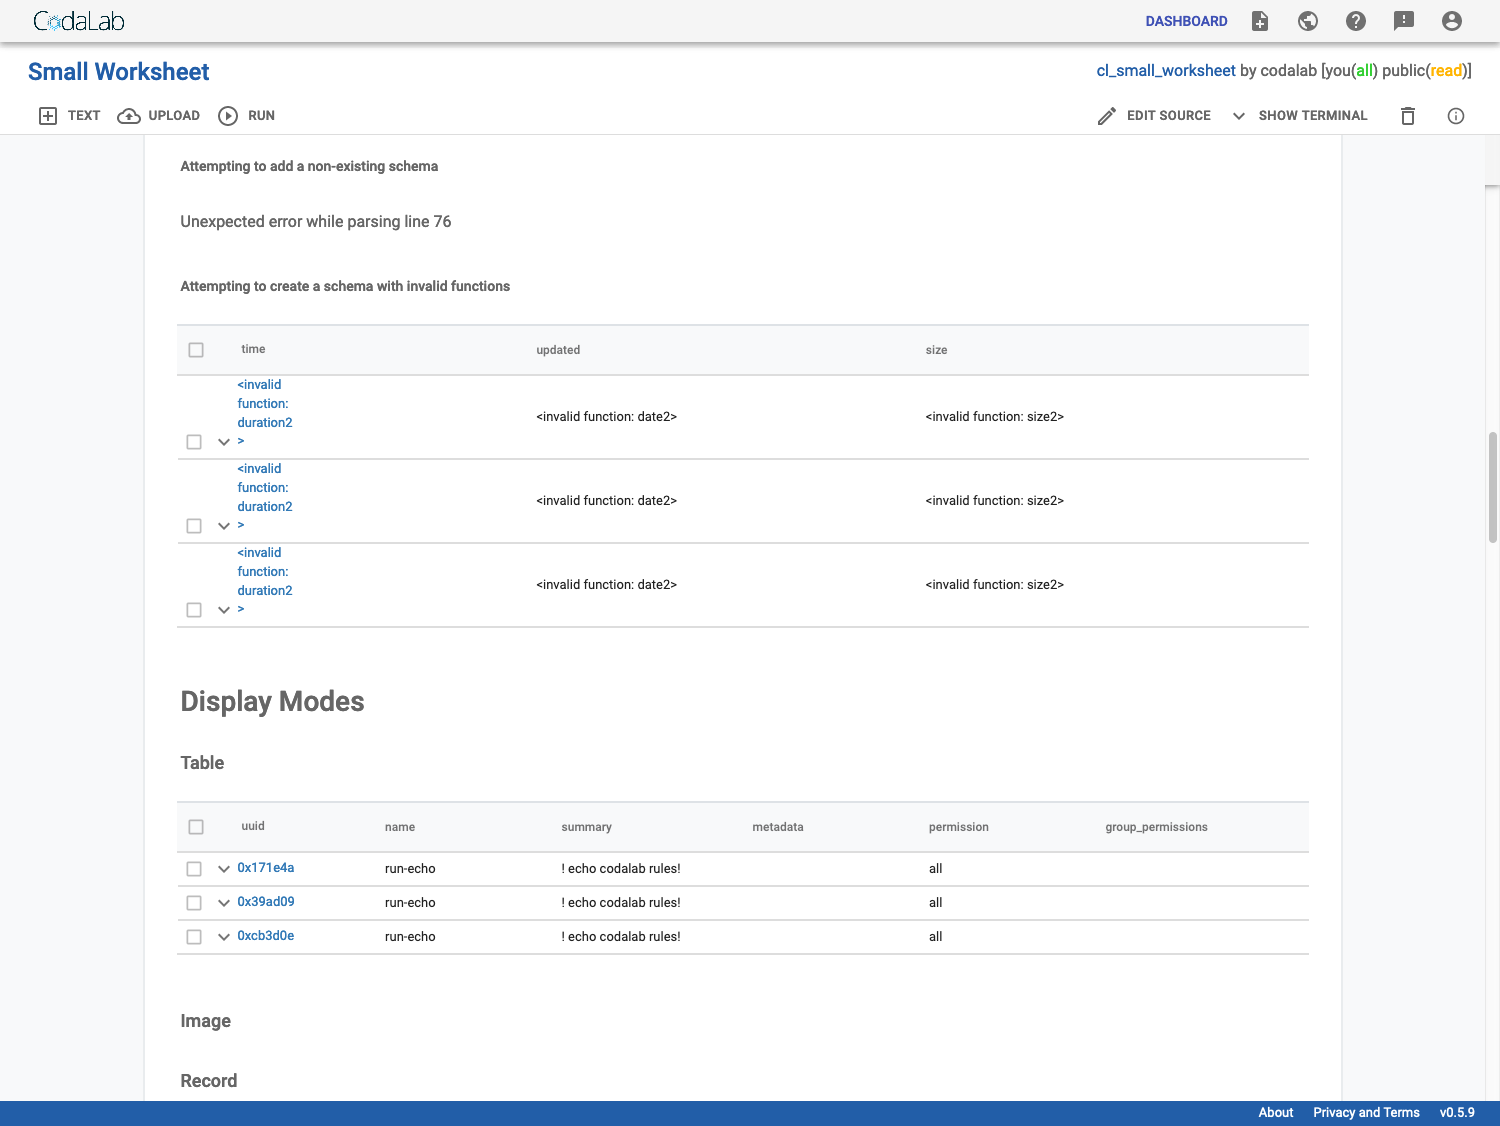 CodaLab
DASHBOARD
Small Worksheet
cl_small_worksheet by codalab [you(all) public(read)]
TEXT UPLOAD RUN
EDIT SOURCE SHOW TERMINAL
Attempting to add a non-existing schema
Unexpected error while parsing line 76
Attempting to create a schema with invalid functions
time updated size
<invalid
function:
duration2
>
<invalid function: date2> <invalid function: size2>
<invalid
function:
duration2
>
<invalid function: date2> <invalid function: size2>
<invalid
function:
duration2
>
<invalid function: date2> <invalid function: size2>
Display Modes
Table
uuid name summary metadata permission group_permissions
0x171e4a run-echo ! echo codalab rules! all
0x39ad09 run-echo ! echo codalab rules! all
0xcb3d0e run-echo ! echo codalab rules! all
Image
Record
About Privacy and Terms v0.5.9